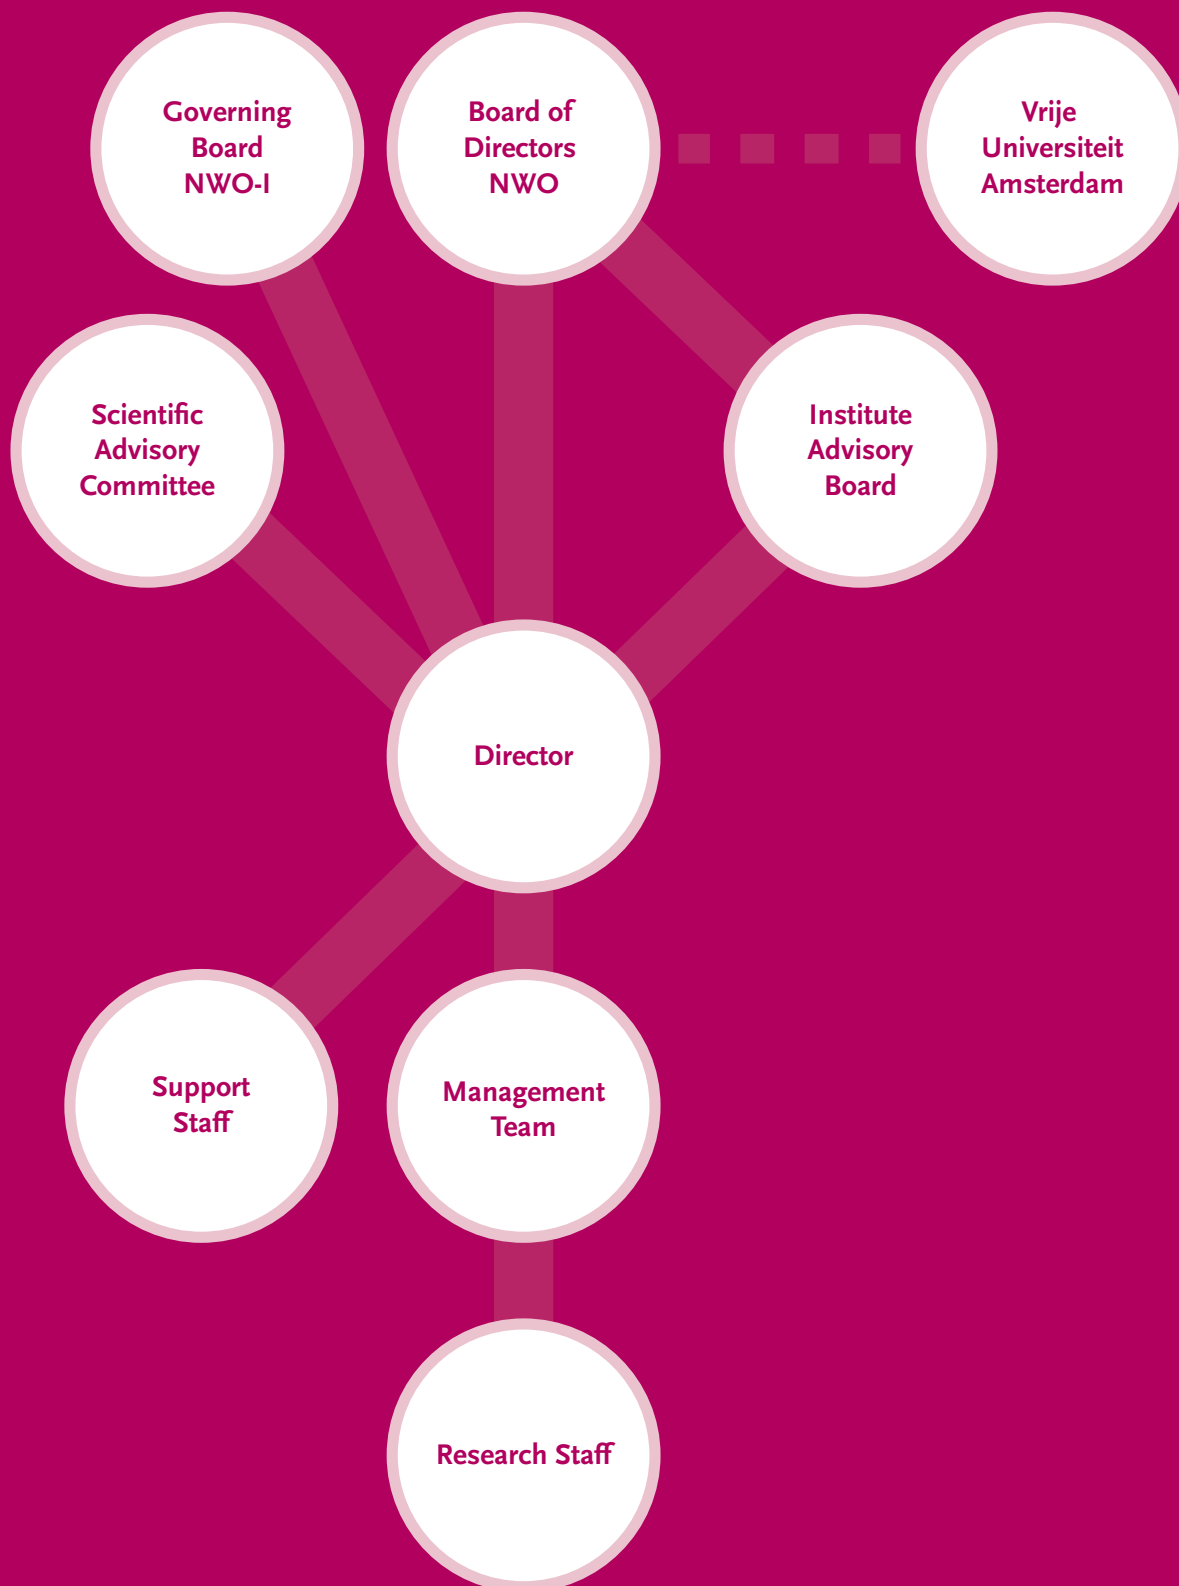 Governing
Board
NWO-I
Board of
Directors
NWO
Vrije
Universiteit
Amsterdam
Scientific
Advisory
Committee
Institute
Advisory
Board
Director
Support
Staff
Management
Team
Research Staff